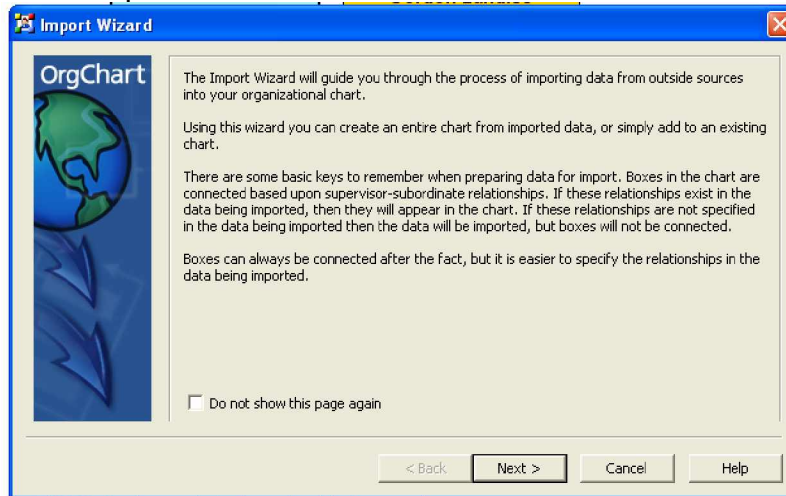 Import Wizard
OrgChart
The Import Wizard will guide you through the process of importing data from outside sources
into your organizational chart.
Using this wizard you can create an entire chart from imported data, or simply add to an existing
chart.
There are some basic keys to remember when preparing data for import. Boxes in the chart are
connected based upon supervisor-subordinate relationships. If these relationships exist in the
data being imported, then they will appear in the chart. If these relationships are not specified
in the data being imported then the data will be imported, but boxes will not be connected.
Boxes can always be connected after the fact, but it is easier to specify the relationships in the
data being imported.
Do not show this page again
< Back Next > Cancel Help